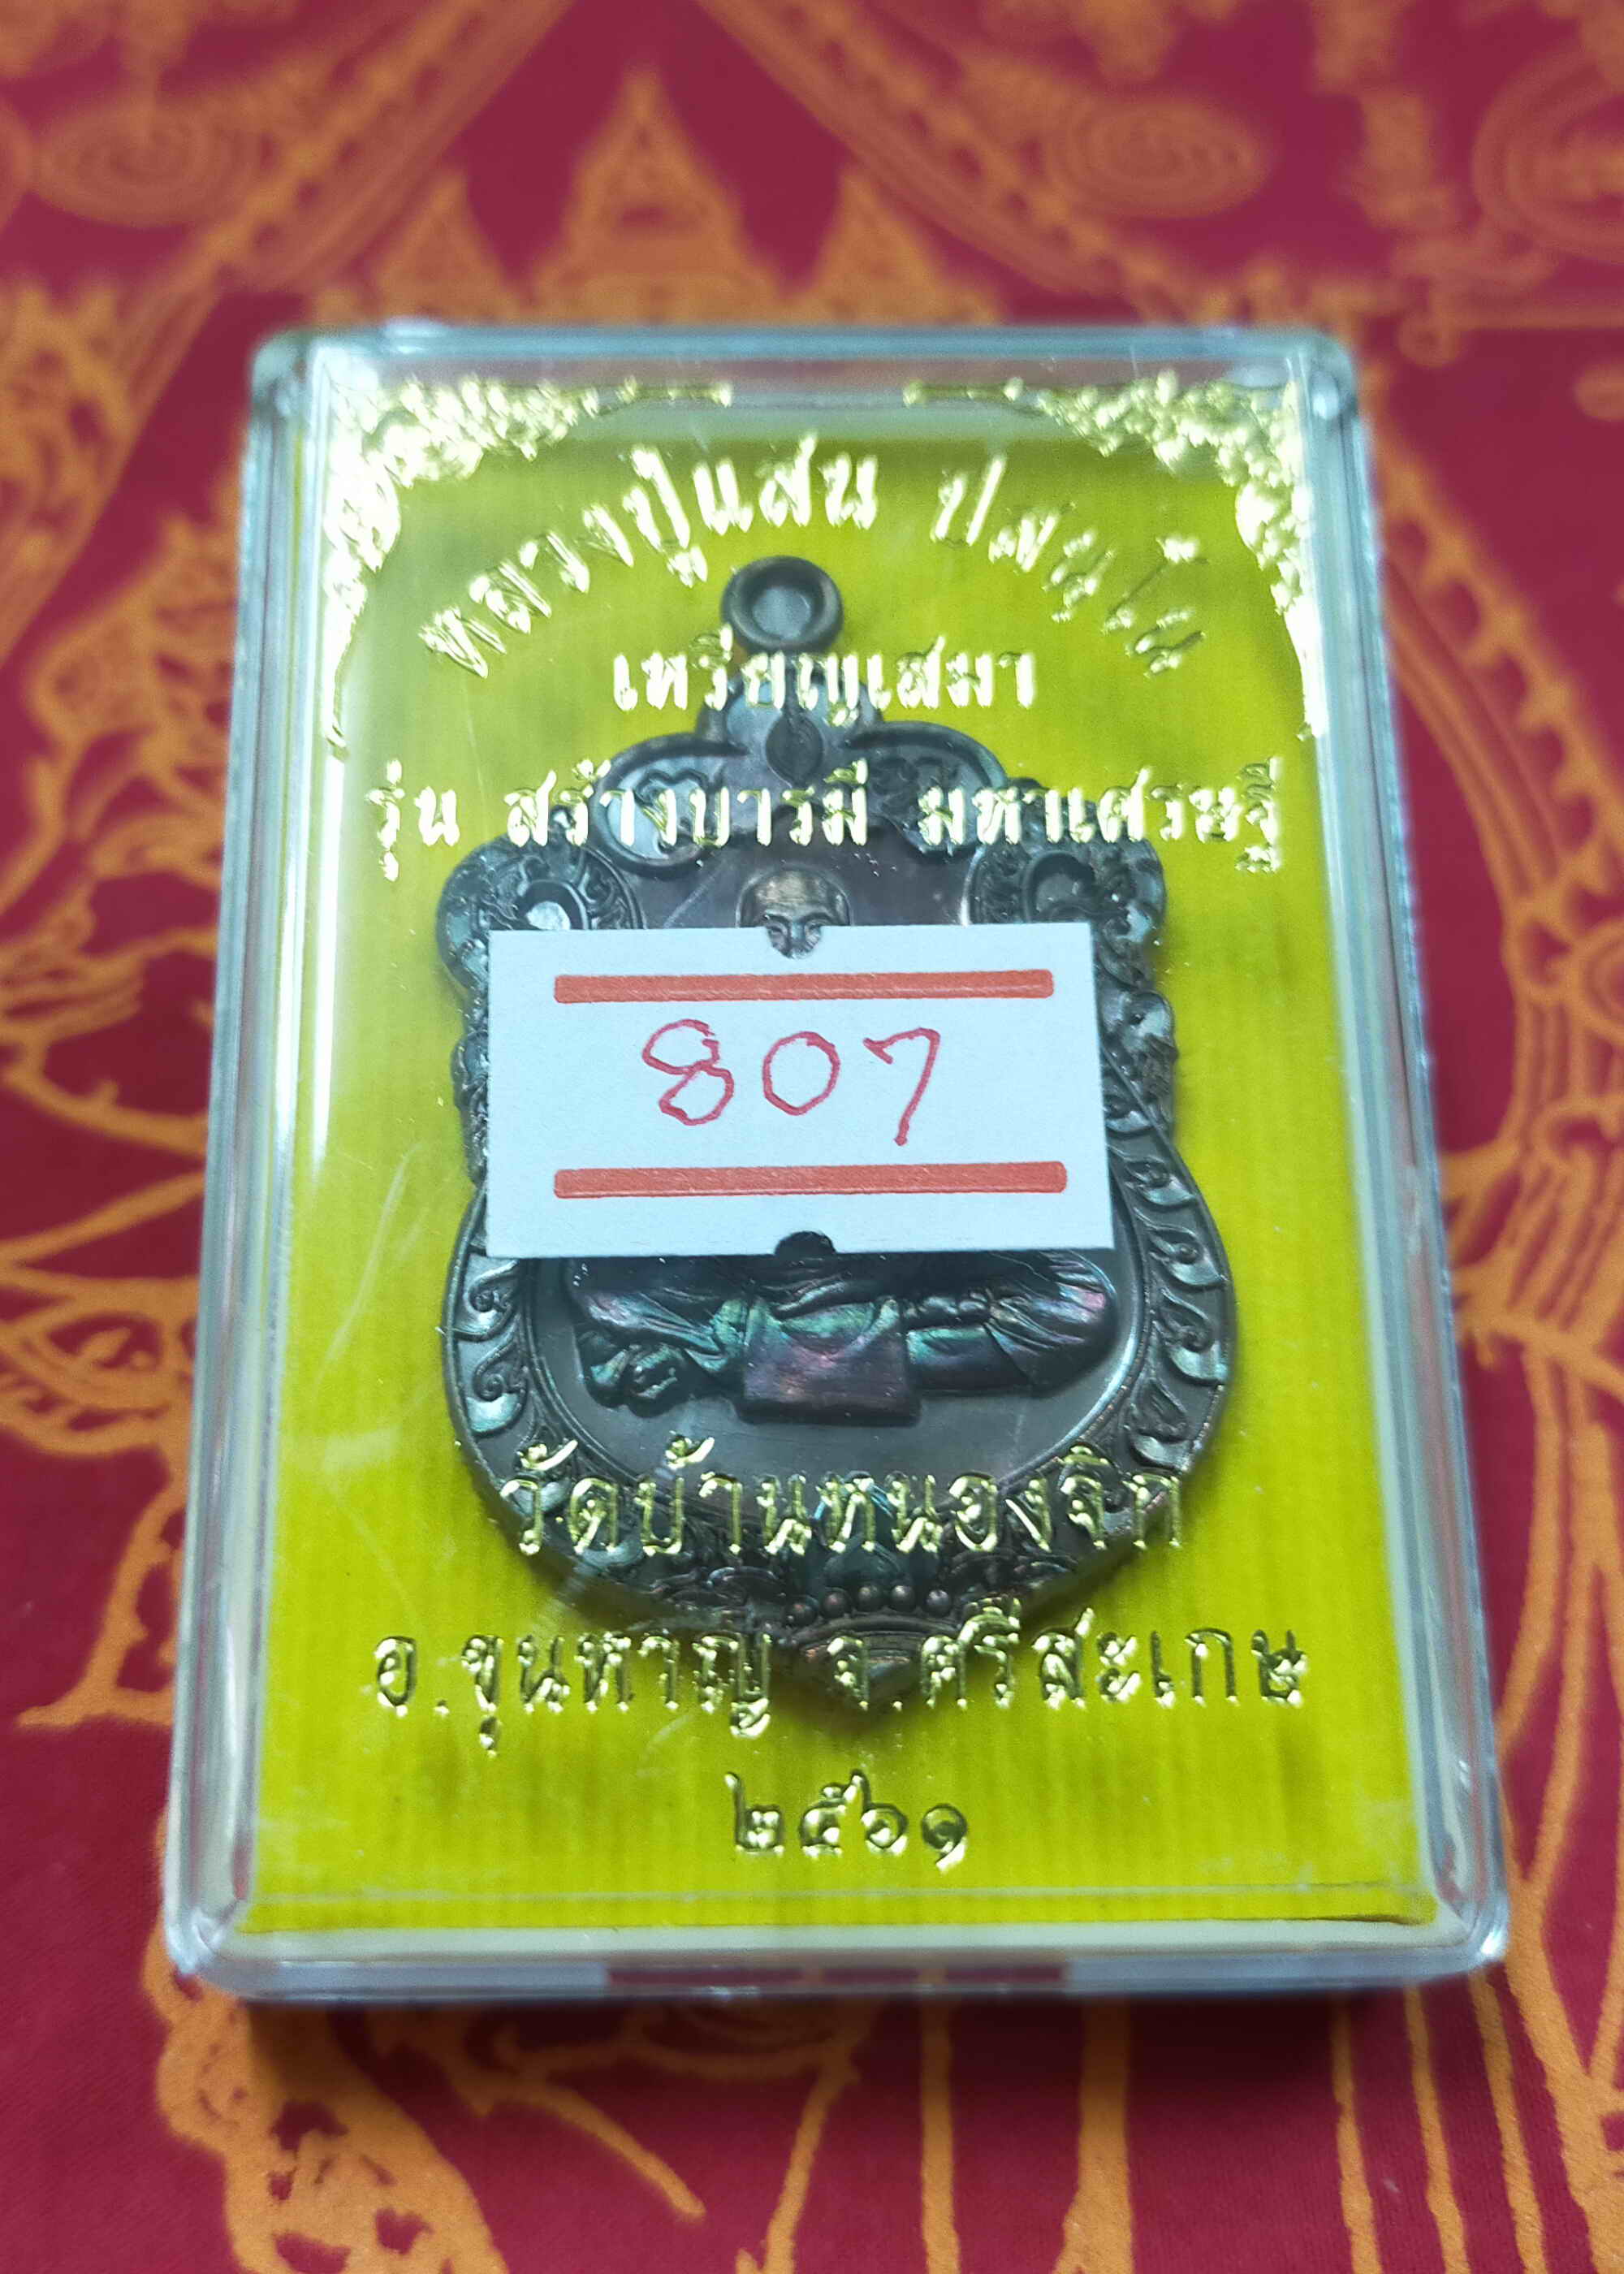 หลวงปู่แสน ปสนฺโน
เหรียญเสมา
รุ่น สร้างบารมี มหาเศรษฐี
807
วัดบ้านหนองจิก
อ.ขุนหาญ จ.ศรีสะเกษ
๒๕๖๑